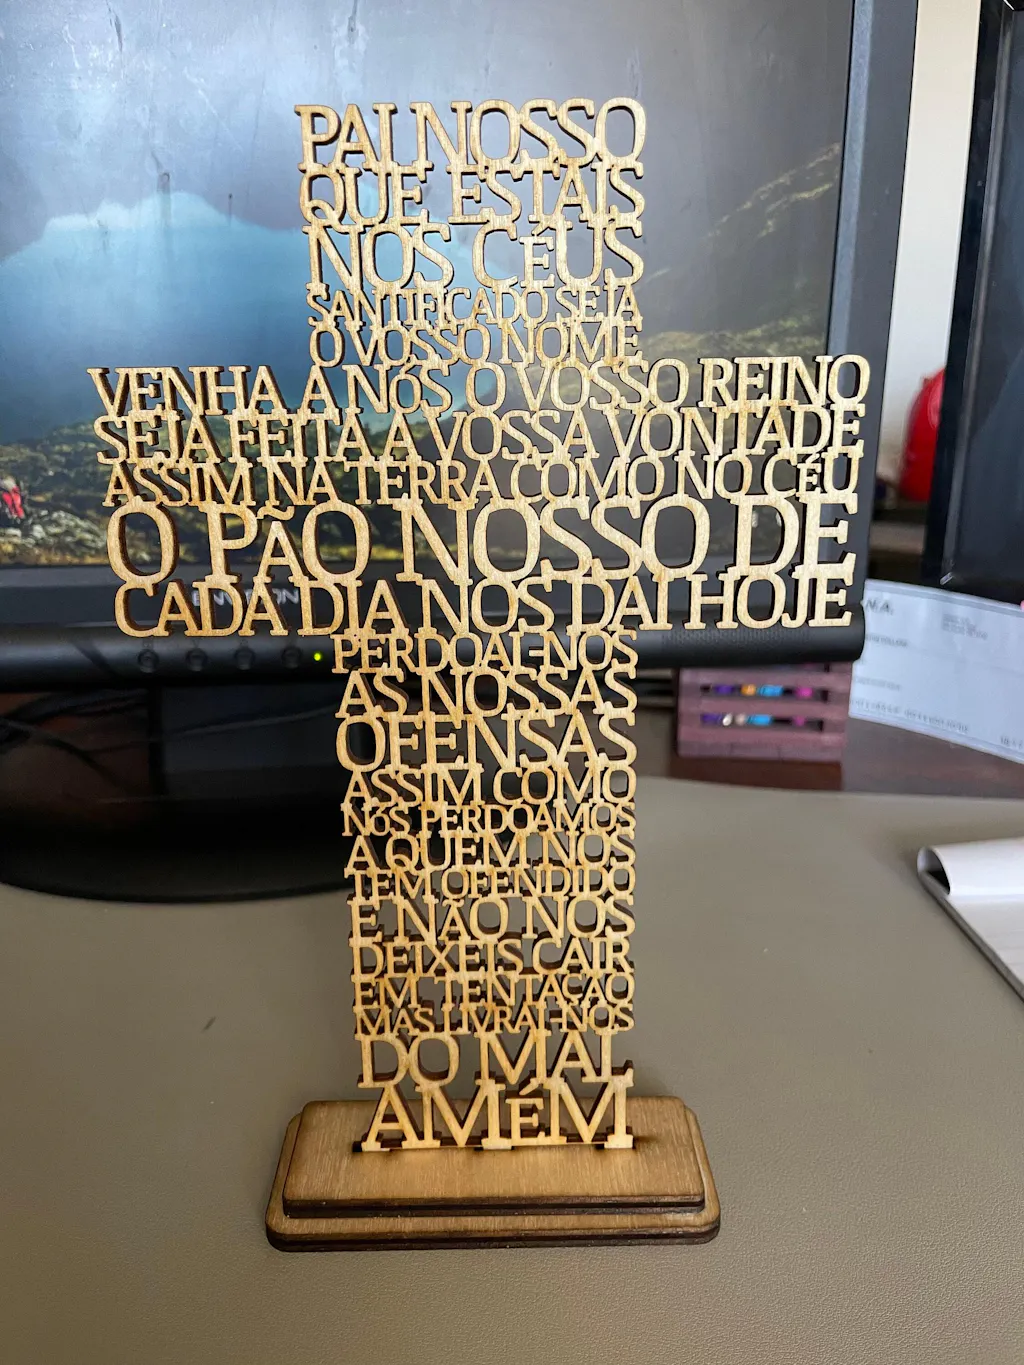 PAI NOSSO
QUE ESTAIS
NOS CÉUS
SANTIFICADO SEJA
O VOSSO NOME
VENHA A NÓS O VOSSO REINO
SEJA FEITA A VOSSA VONTADE
ASSIM NA TERRA COMO NO CÉU
O PÃO NOSSO DE
CADA DIA NOS DAI HOJE
PERDOAI-NOS
AS NOSSAS
OFENSAS
ASSIM COMO
NÓS PERDOAMOS
A QUEM NOS
TEM OFENDIDO
E NÃO NOS
DEIXEIS CAIR
EM TENTAÇÃO
MAS LIVRAI-NOS
DO MAL
AMÉM